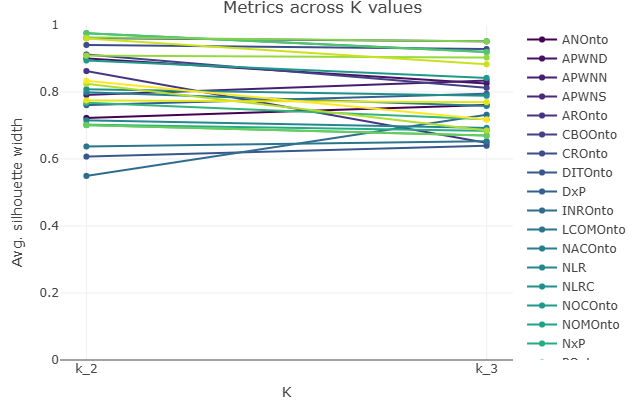 Metrics across K values
Avg. silhouette width
1
0.8
0.6
0.4
0.2
0
k_2
k_3
K
ANOnto
APWND
APWNN
APWNS
AROnto
CBOOnto
CROnto
DITOnto
DxP
INROnto
LCOMOnto
NACOnto
NLR
NLRC
NOCOnto
NOMOnto
NxP